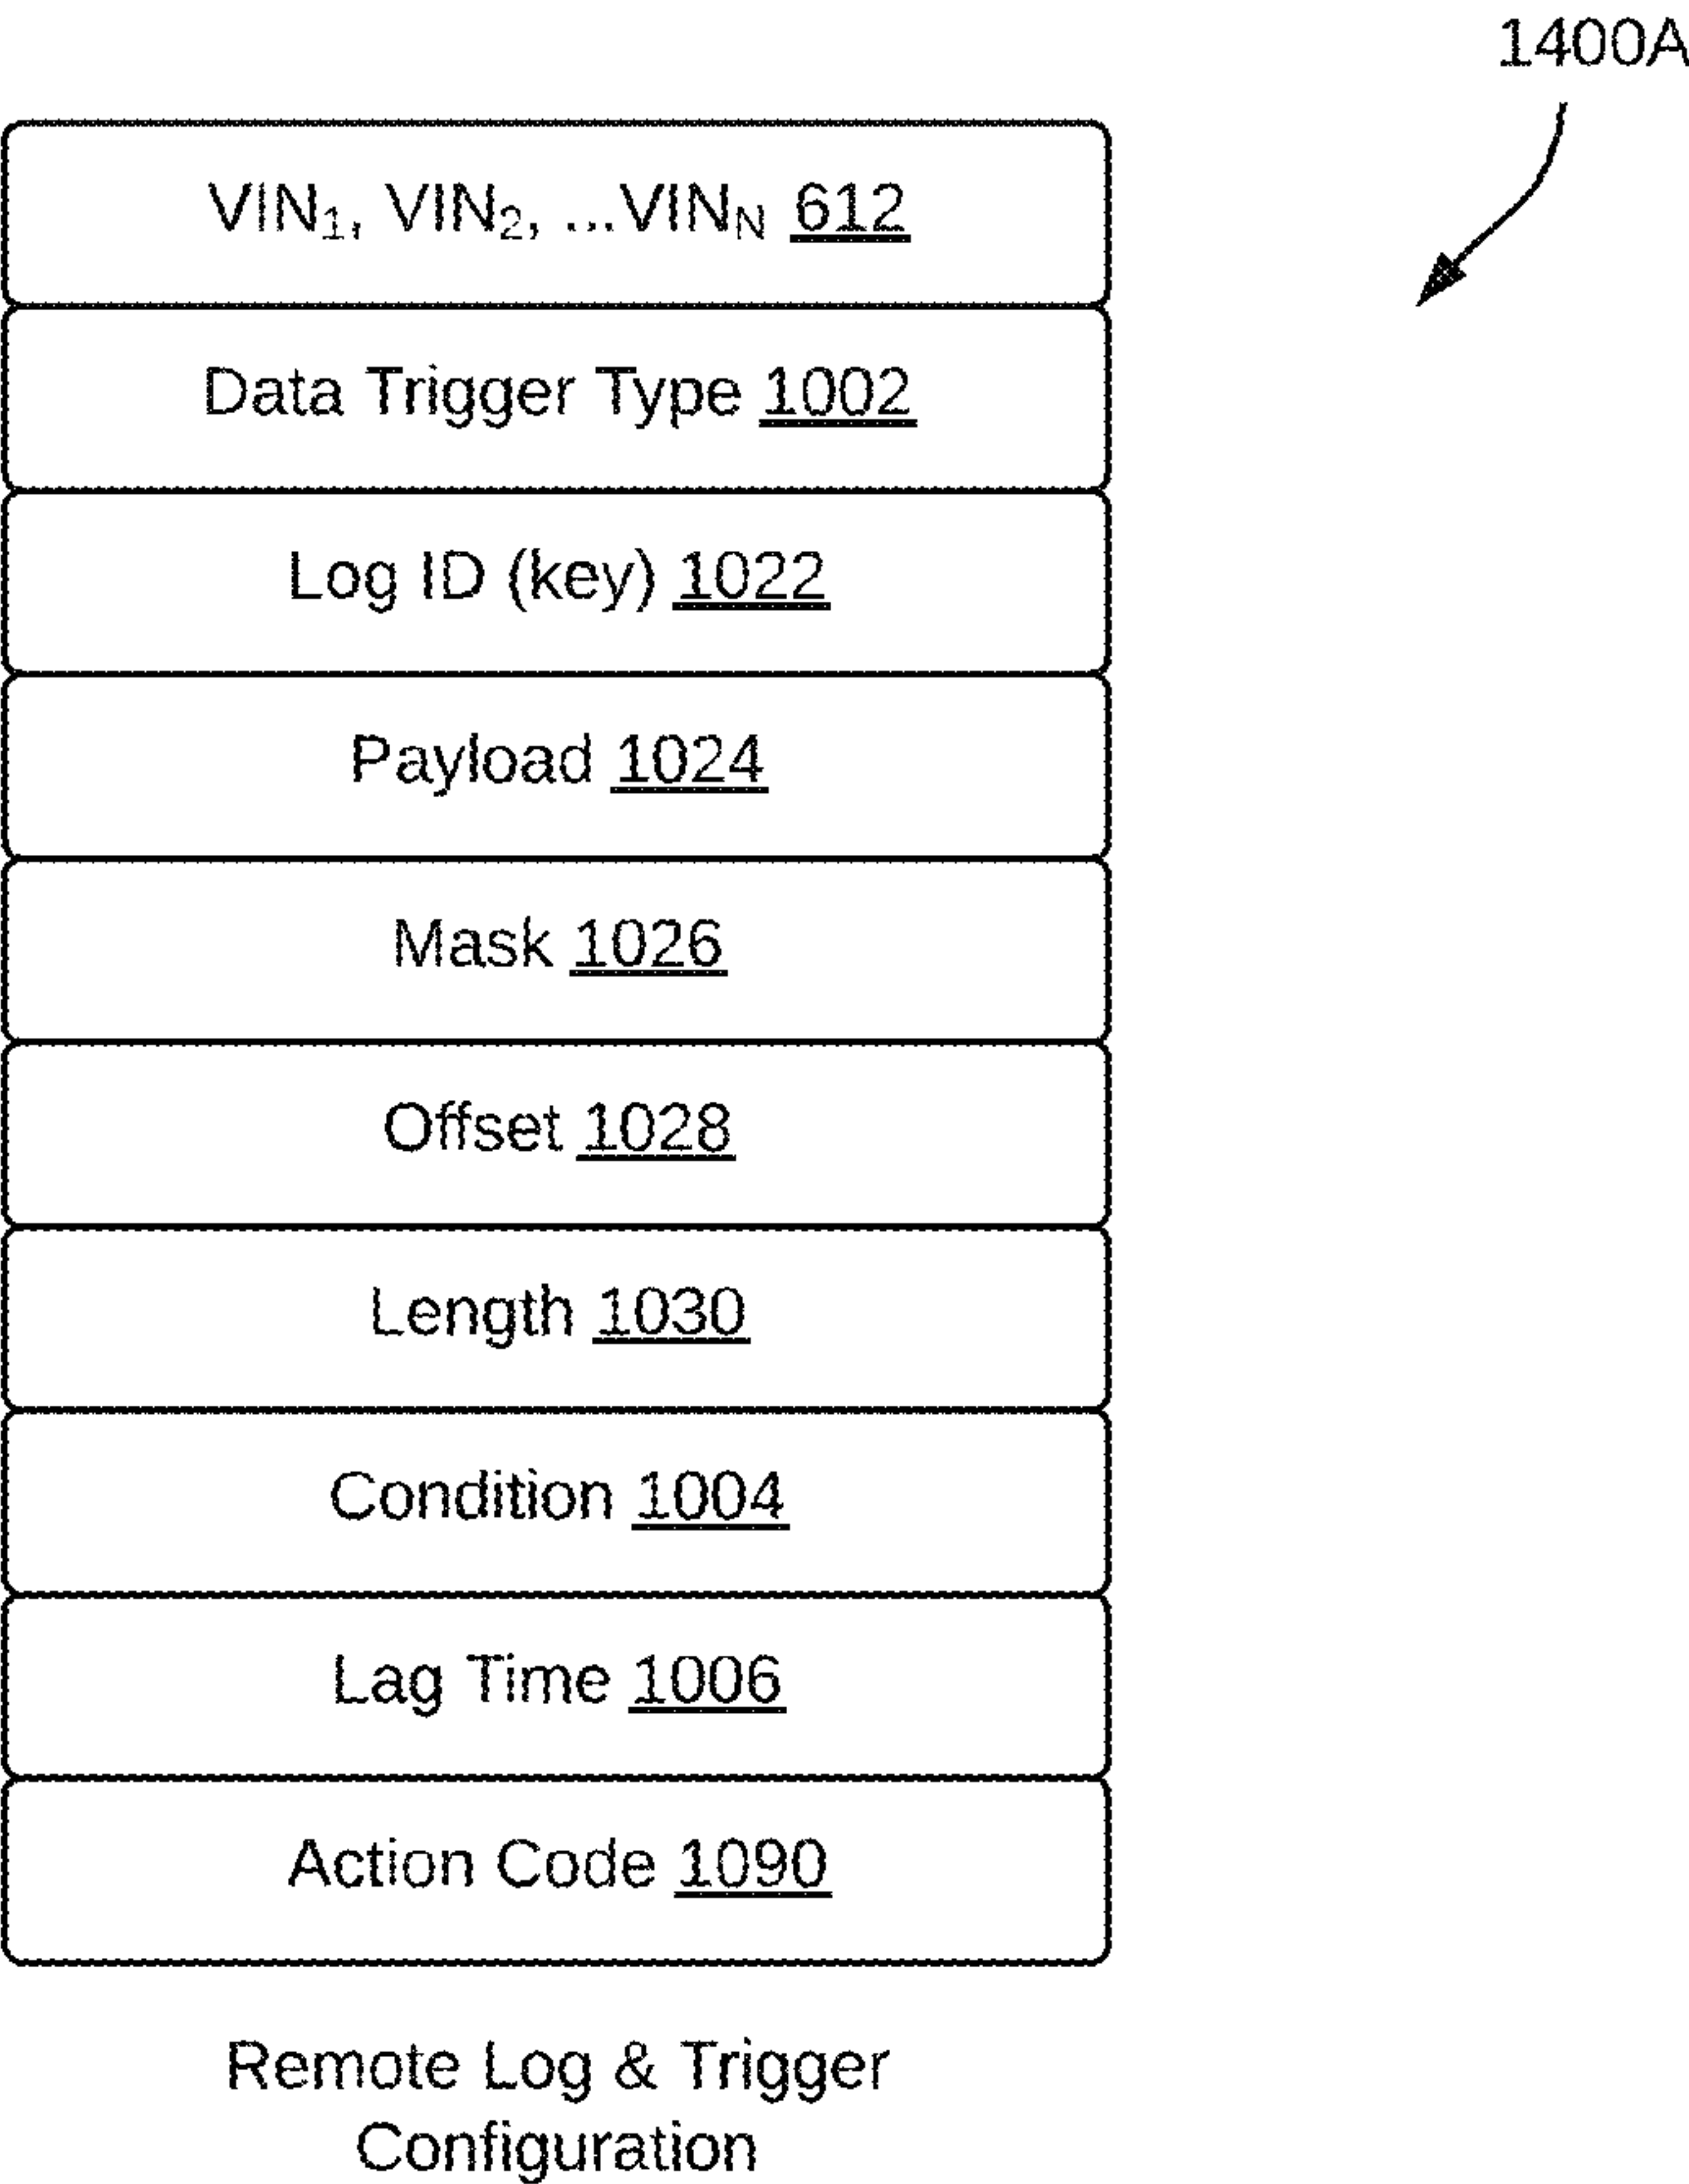 1400A
VIN₁, VIN₂, ...VINN 612
Data Trigger Type 1002
Log ID (key) 1022
Payload 1024
Mask 1026
Offset 1028
Length 1030
Condition 1004
Lag Time 1006
Action Code 1090
Remote Log & Trigger
Configuration